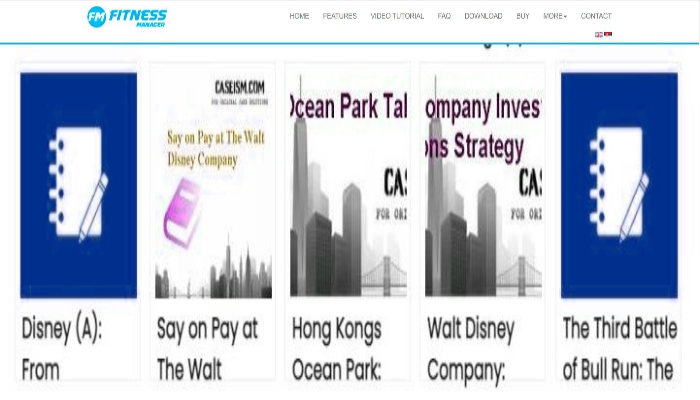 FM FITNESS
MANAGER
HOME FEATURES VIDEO TUTORIAL FAQ DOWNLOAD BUY MORE CONTACT
CASEISM.COM
FOR ORIGINAL CASE SOLUTIONS
Say on Pay at The Walt
Disney Company
Ocean Park Tal
CAS
FOR ORI
ompany Inves
ons Strategy
CAS
FOR ORI
Disney (A):
From
Say on Pay at
The Walt
Hong Kongs
Ocean Park:
Walt Disney
Company:
The Third Battle
of Bull Run: The